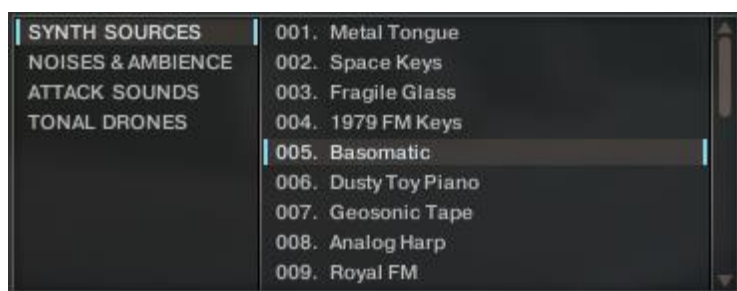 SYNTH SOURCES
NOISES & AMBIENCE
ATTACK SOUNDS
TONAL DRONES
001. Metal Tongue
002. Space Keys
003. Fragile Glass
004. 1979 FM Keys
005. Basomatic
006. Dusty Toy Piano
007. Geosonic Tape
008. Analog Harp
009. Royal FM